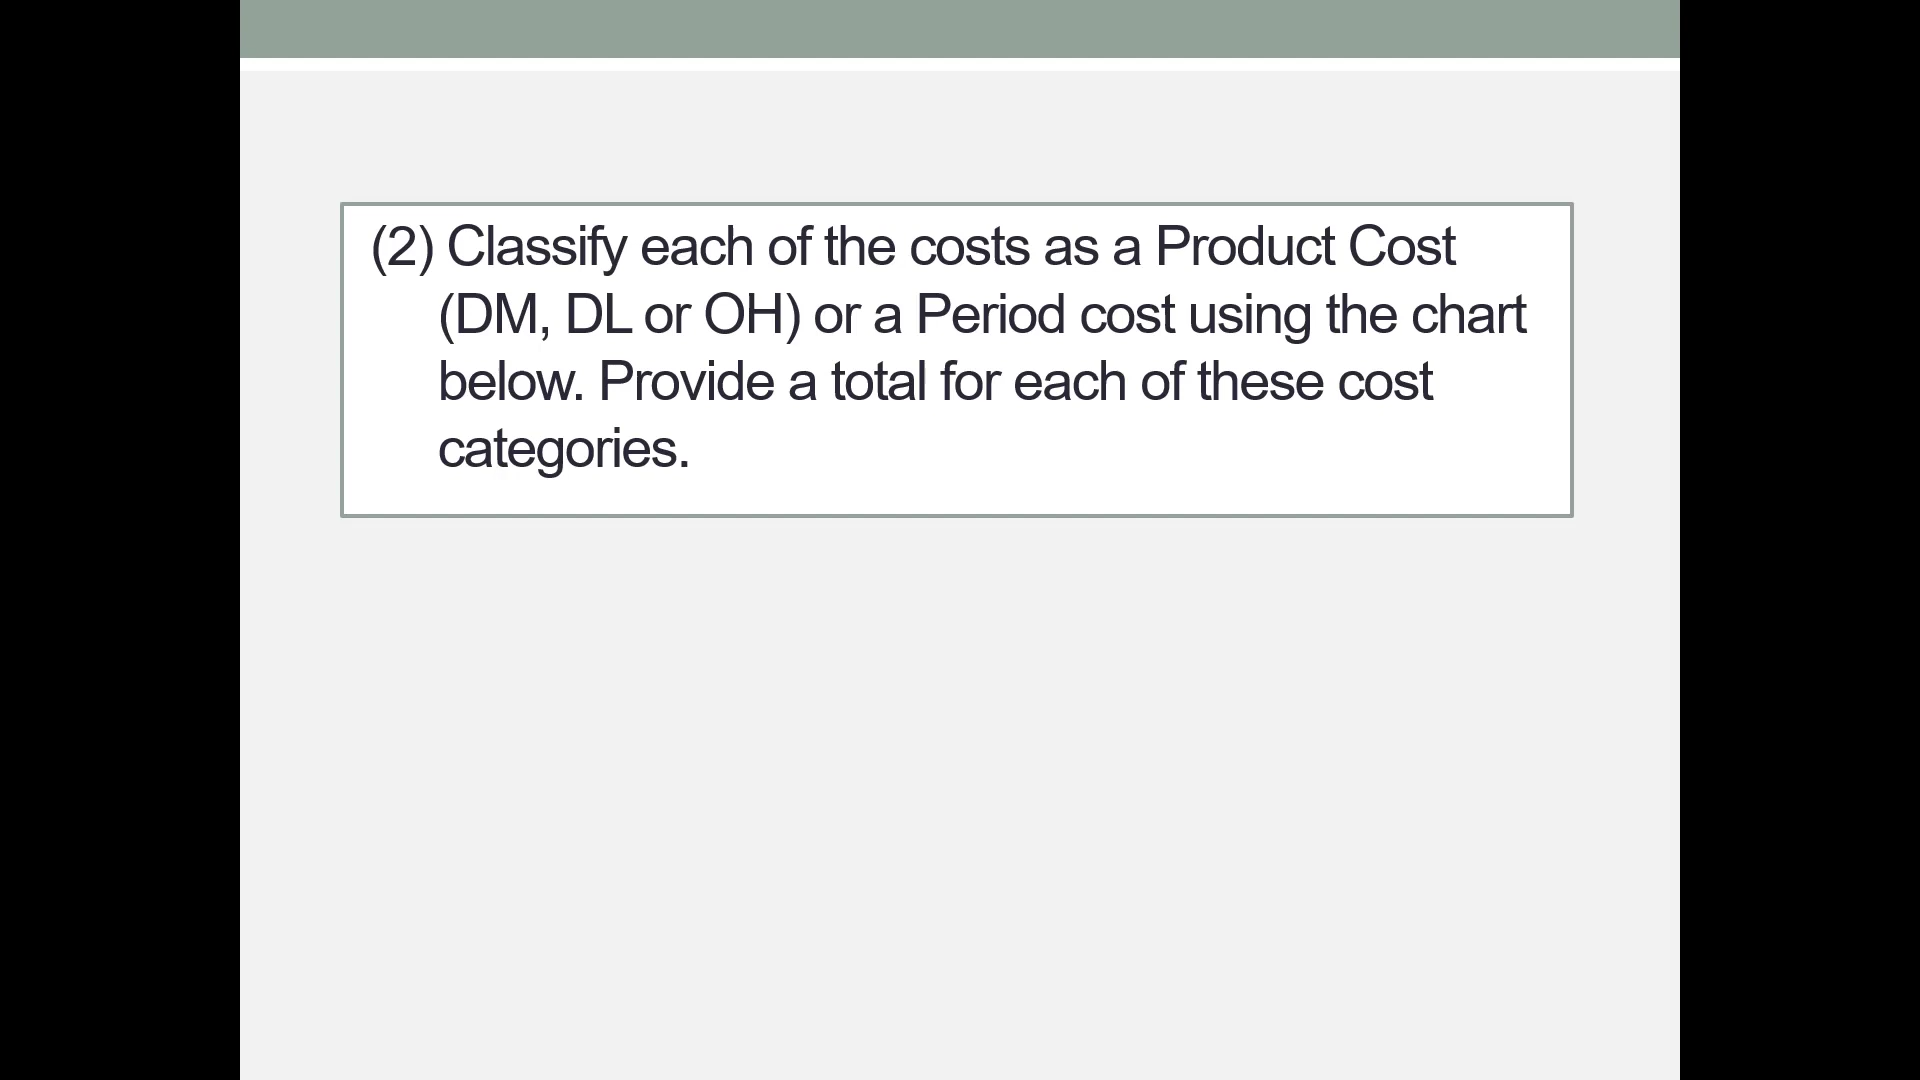 (2) Classify each of the costs as a Product Cost
(DM, DL or OH) or a Period cost using the chart
below. Provide a total for each of these cost
categories.